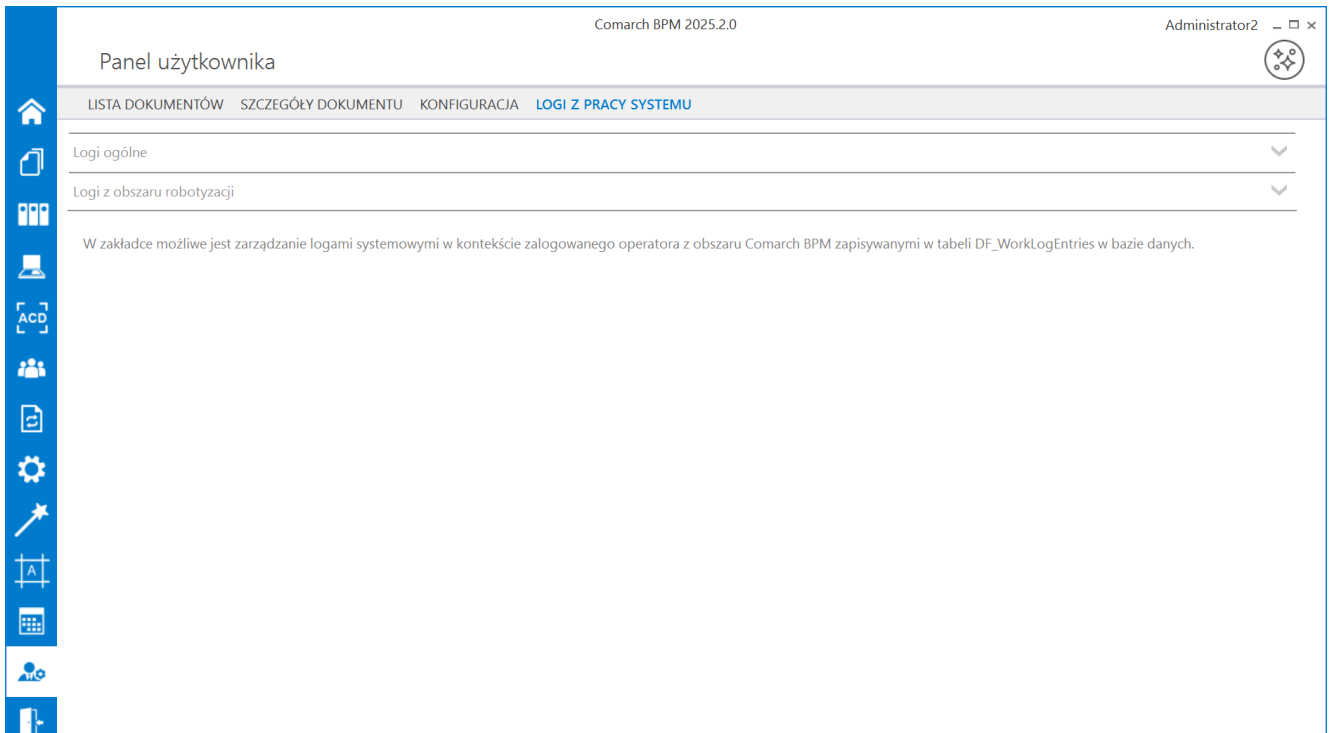 Comarch BPM 2025.2.0
Administrator2
Panel użytkownika
LISTA DOKUMENTÓW SZCZEGÓŁY DOKUMENTU KONFIGURACJA LOGI Z PRACY SYSTEMU
Logi ogólne
Logi z obszaru robotyzacji
W zakładce możliwe jest zarządzanie logami systemowymi w kontekście zalogowanego operatora z obszaru Comarch BPM zapisywanymi w tabeli DF_WorkLogEntries w bazie danych.
ACD
A